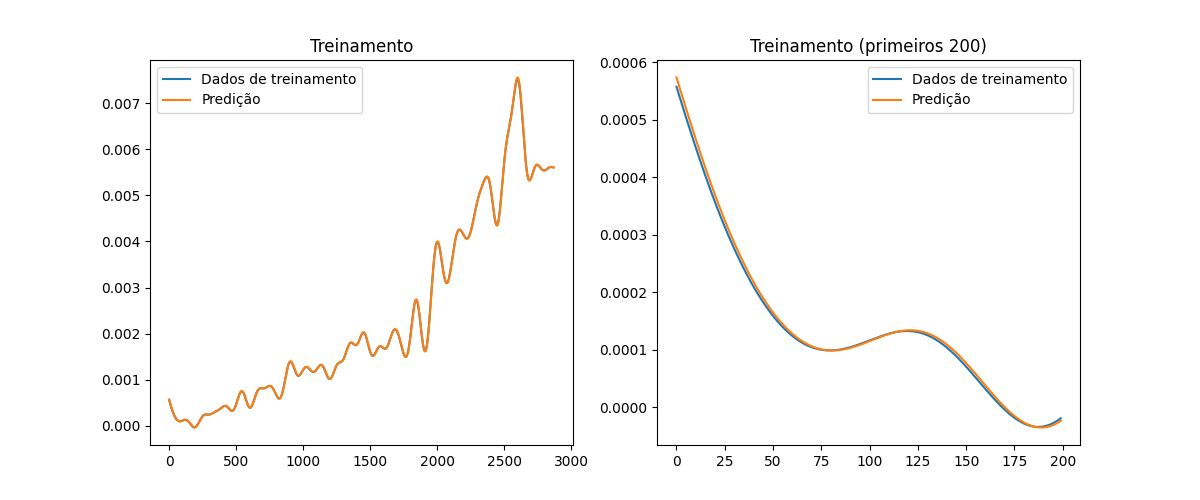 Treinamento
Dados de treinamento
Predição
0.007
0.006
0.005
0.004
0.003
0.002
0.001
0.000
0 500 1000 1500 2000 2500 3000
Treinamento (primeiros 200)
Dados de treinamento
Predição
0.0006
0.0005
0.0004
0.0003
0.0002
0.0001
0.0000
0 25 50 75 100 125 150 175 200